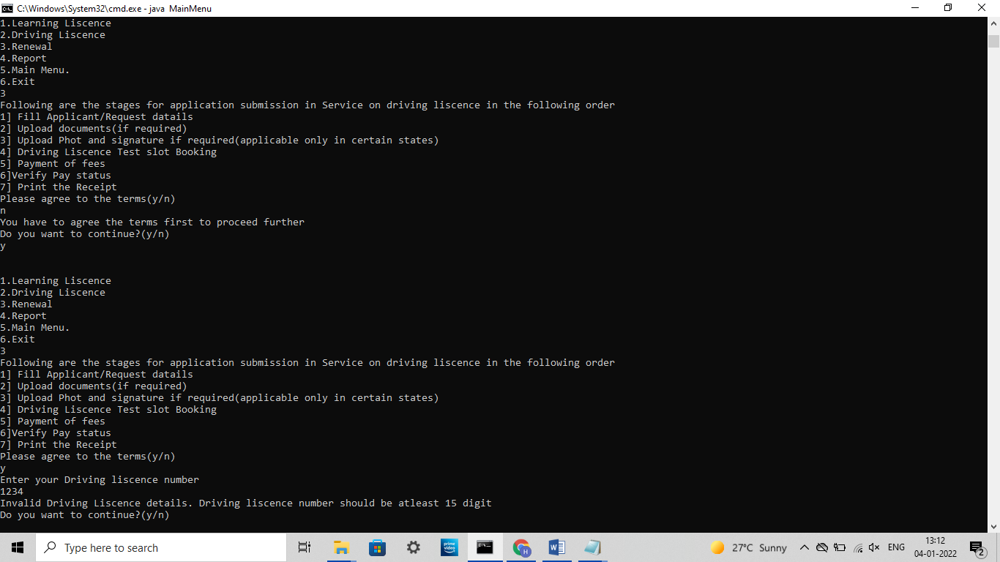 C:\Windows\System32\cmd.exe - java  MainMenu
1.Learning Liscence
2.Driving Liscence
3.Renewal
4.Report
5.Main Menu.
6.Exit
3
Following are the stages for application submission in Service on driving liscence in the following order
1] Fill Applicant/Request datails
2] Upload documents(if required)
3] Upload Phot and signature if required(applicable only in certain states)
4] Driving Liscence Test slot Booking
5] Payment of fees
6]Verify Pay status
7] Print the Receipt
Please agree to the terms(y/n)
n
You have to agree the terms first to proceed further
Do you want to continue?(y/n)
y
1.Learning Liscence
2.Driving Liscence
3.Renewal
4.Report
5.Main Menu.
6.Exit
3
Following are the stages for application submission in Service on driving liscence in the following order
1] Fill Applicant/Request datails
2] Upload documents(if required)
3] Upload Phot and signature if required(applicable only in certain states)
4] Driving Liscence Test slot Booking
5] Payment of fees
6]Verify Pay status
7] Print the Receipt
Please agree to the terms(y/n)
y
Enter your Driving liscence number
1234
Invalid Driving Liscence details. Driving liscence number should be atleast 15 digit
Do you want to continue?(y/n)
Type here to search
prime video
H
W
27°C Sunny
ENG
13:12
04-01-2022
2